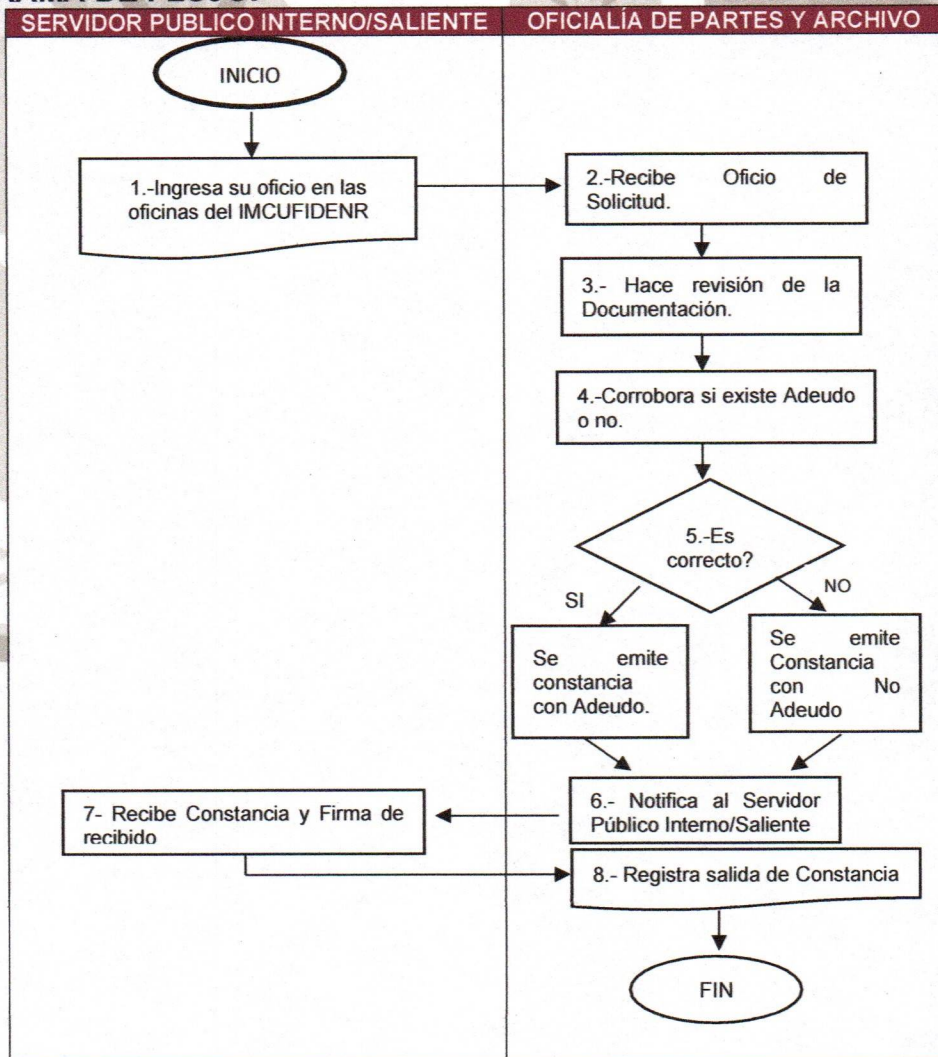 SERVIDOR PUBLICO INTERNO/SALIENTE
OFICIALÍA DE PARTES Y ARCHIVO
INICIO
1.-Ingresa su oficio en las
oficinas del IMCUFIDENR
2.-Recibe Oficio de
Solicitud.
3.- Hace revisión de la
Documentación.
4.-Corrobora si existe Adeudo
o no.
5.-Es
correcto?
SI
NO
Se emite
constancia
con Adeudo.
Se emite
Constancia
con No
Adeudo
6.- Notifica al Servidor
Público Interno/Saliente
7- Recibe Constancia y Firma de
recibido
8.- Registra salida de Constancia
FIN